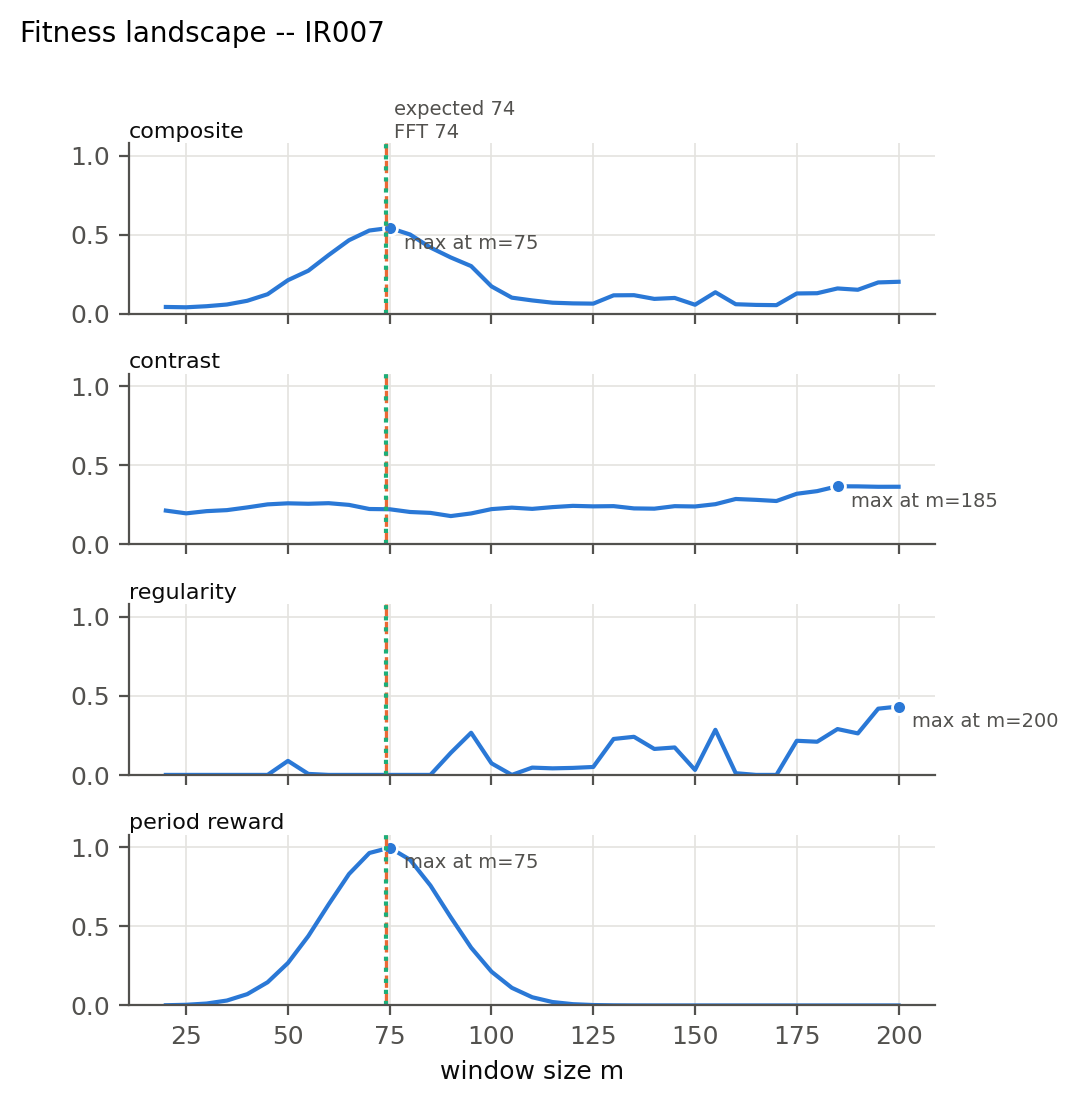 Fitness landscape -- IR007
expected 74
FFT 74
composite
1.0
0.5
0.0
max at m=75
contrast
1.0
0.5
0.0
max at m=185
regularity
1.0
0.5
0.0
max at m=200
period reward
1.0
0.5
0.0
max at m=75
25 50 75 100 125 150 175 200
window size m